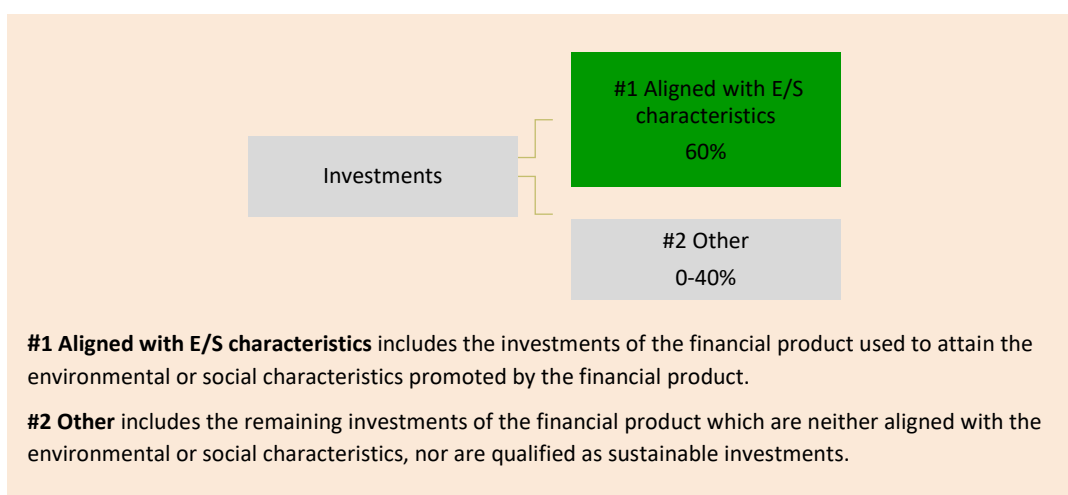 #1 Aligned with E/S
characteristics
60%
Investments
#2 Other
0-40%
#1 Aligned with E/S characteristics includes the investments of the financial product used to attain the
environmental or social characteristics promoted by the financial product.
#2 Other includes the remaining investments of the financial product which are neither aligned with the
environmental or social characteristics, nor are qualified as sustainable investments.